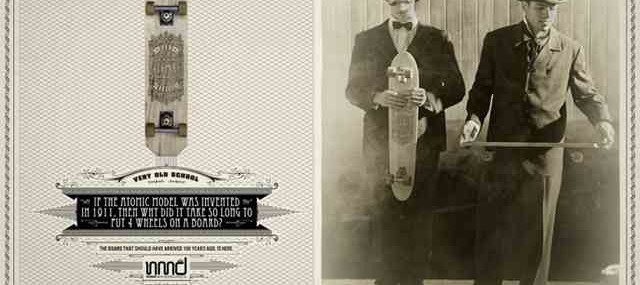 VERY OLD SCHOOL
IF THE ATOMIC MODEL WAS INVENTED
IN 1911, THEN WHY DID IT TAKE SO LONG TO
PUT 4 WHEELS ON A BOARD?
THE BOARD THAT SHOULD HAVE ARRIVED 100 YEARS AGO, IS HERE.